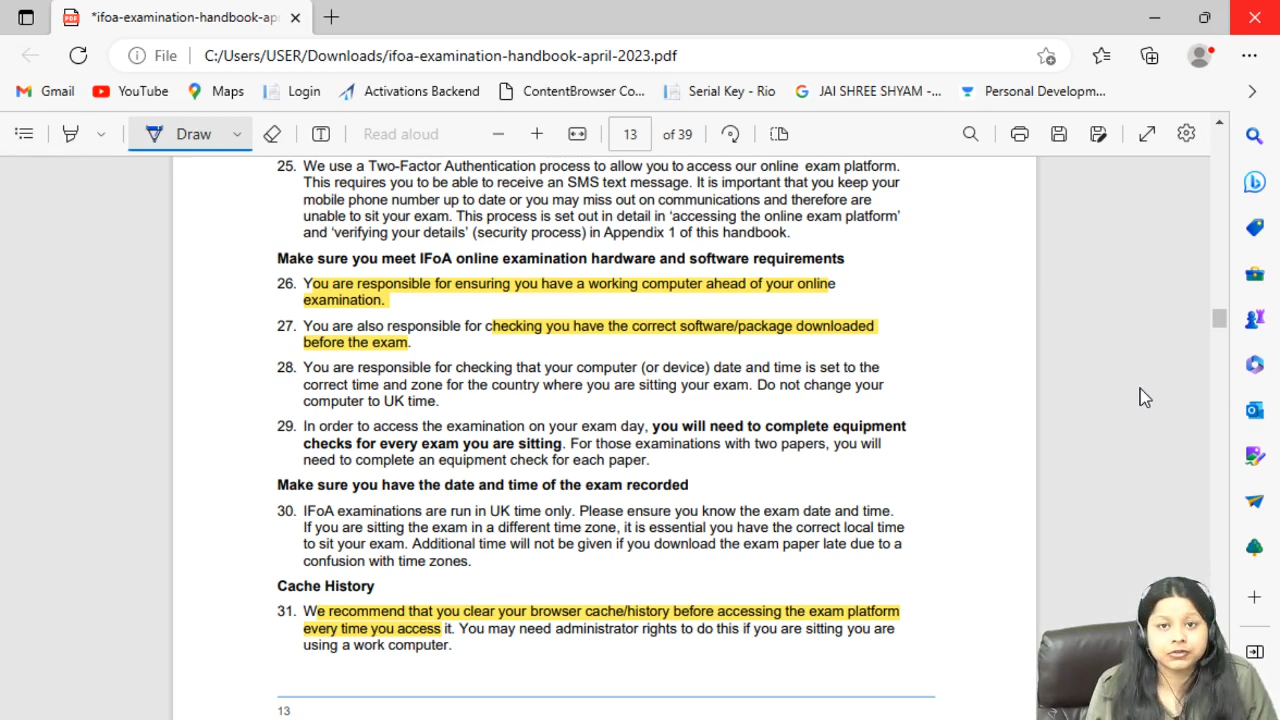 *ifoa-examination-handbook-ap
File
C:/Users/USER/Downloads/ifoa-examination-handbook-april-2023.pdf
Gmail
YouTube
Maps
Login
Activations Backend
ContentBrowser Co...
Serial Key - Rio
JAI SHREE SHYAM -...
Personal Developm...
Draw
Read aloud
13 of 39
25. We use a Two-Factor Authentication process to allow you to access our online exam platform.
This requires you to be able to receive an SMS text message. It is important that you keep your
mobile phone number up to date or you may miss out on communications and therefore are
unable to sit your exam. This process is set out in detail in ‘accessing the online exam platform’
and ‘verifying your details’ (security process) in Appendix 1 of this handbook.
Make sure you meet IFoA online examination hardware and software requirements
26. You are responsible for ensuring you have a working computer ahead of your online
examination.
27. You are also responsible for checking you have the correct software/package downloaded
before the exam.
28. You are responsible for checking that your computer (or device) date and time is set to the
correct time and zone for the country where you are sitting your exam. Do not change your
computer to UK time.
29. In order to access the examination on your exam day, you will need to complete equipment
checks for every exam you are sitting. For those examinations with two papers, you will
need to complete an equipment check for each paper.
Make sure you have the date and time of the exam recorded
30. IFoA examinations are run in UK time only. Please ensure you know the exam date and time.
If you are sitting the exam in a different time zone, it is essential you have the correct local time
to sit your exam. Additional time will not be given if you download the exam paper late due to a
confusion with time zones.
Cache History
31. We recommend that you clear your browser cache/history before accessing the exam platform
every time you access it. You may need administrator rights to do this if you are sitting you are
using a work computer.
13